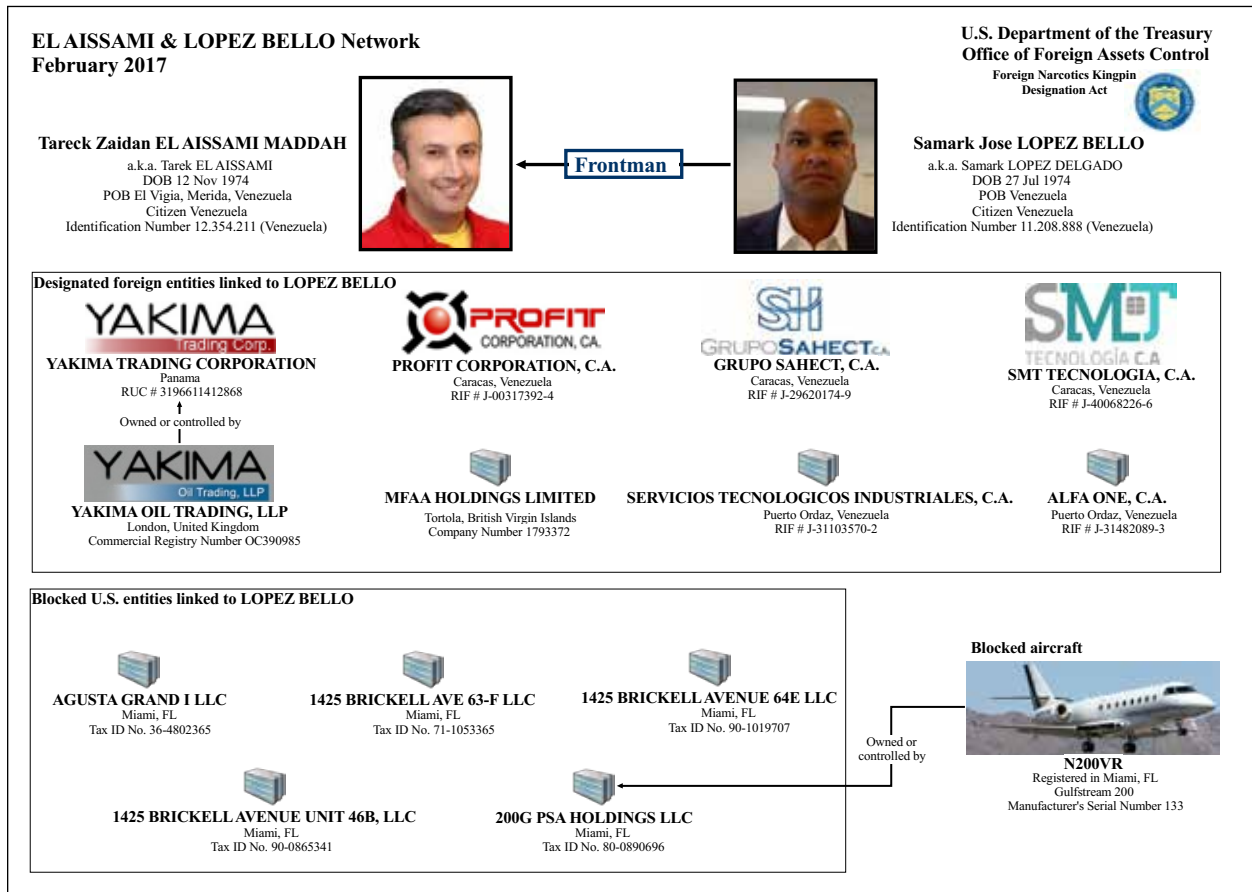 EL AISSAMI & LOPEZ BELLO Network
February 2017
U.S. Department of the Treasury
Office of Foreign Assets Control
Foreign Narcotics Kingpin
Designation Act
Tareck Zaidan EL AISSAMI MADDAH
a.k.a. Tarek EL AISSAMI
DOB 12 Nov 1974
POB El Vigia, Merida, Venezuela
Citizen Venezuela
Identification Number 12.354.211 (Venezuela)
Frontman
Samark Jose LOPEZ BELLO
a.k.a. Samark LOPEZ DELGADO
DOB 27 Jul 1974
POB Venezuela
Citizen Venezuela
Identification Number 11.208.888 (Venezuela)
Designated foreign entities linked to LOPEZ BELLO
YAKIMA
Trading Corp.
YAKIMA TRADING CORPORATION
Panama
RUC # 3196611412868
PROFIT
CORPORATION, CA.
PROFIT CORPORATION, C.A.
Caracas, Venezuela
RIF # J-00317392-4
SH
GRUPOSAHECT C.A.
GRUPO SAHECT, C.A.
Caracas, Venezuela
RIF # J-29620174-9
SMT
TECNOLOGÍA C.A
SMT TECNOLOGIA, C.A.
Caracas, Venezuela
RIF # J-40068226-6
Owned or controlled by
YAKIMA
Oil Trading, LLP
YAKIMA OIL TRADING, LLP
London, United Kingdom
Commercial Registry Number OC390985
MFAA HOLDINGS LIMITED
Tortola, British Virgin Islands
Company Number 1793372
SERVICIOS TECNOLOGICOS INDUSTRIALES, C.A.
Puerto Ordaz, Venezuela
RIF # J-31103570-2
ALFA ONE, C.A.
Puerto Ordaz, Venezuela
RIF # J-31482089-3
Blocked U.S. entities linked to LOPEZ BELLO
AGUSTA GRAND I LLC
Miami, FL
Tax ID No. 36-4802365
1425 BRICKELL AVE 63-F LLC
Miami, FL
Tax ID No. 71-1053365
1425 BRICKELL AVENUE 64E LLC
Miami, FL
Tax ID No. 90-1019707
1425 BRICKELL AVENUE UNIT 46B, LLC
Miami, FL
Tax ID No. 90-0865341
200G PSA HOLDINGS LLC
Miami, FL
Tax ID No. 80-0890696
Owned or
controlled by
Blocked aircraft
N200VR
Registered in Miami, FL
Gulfstream 200
Manufacturer's Serial Number 133